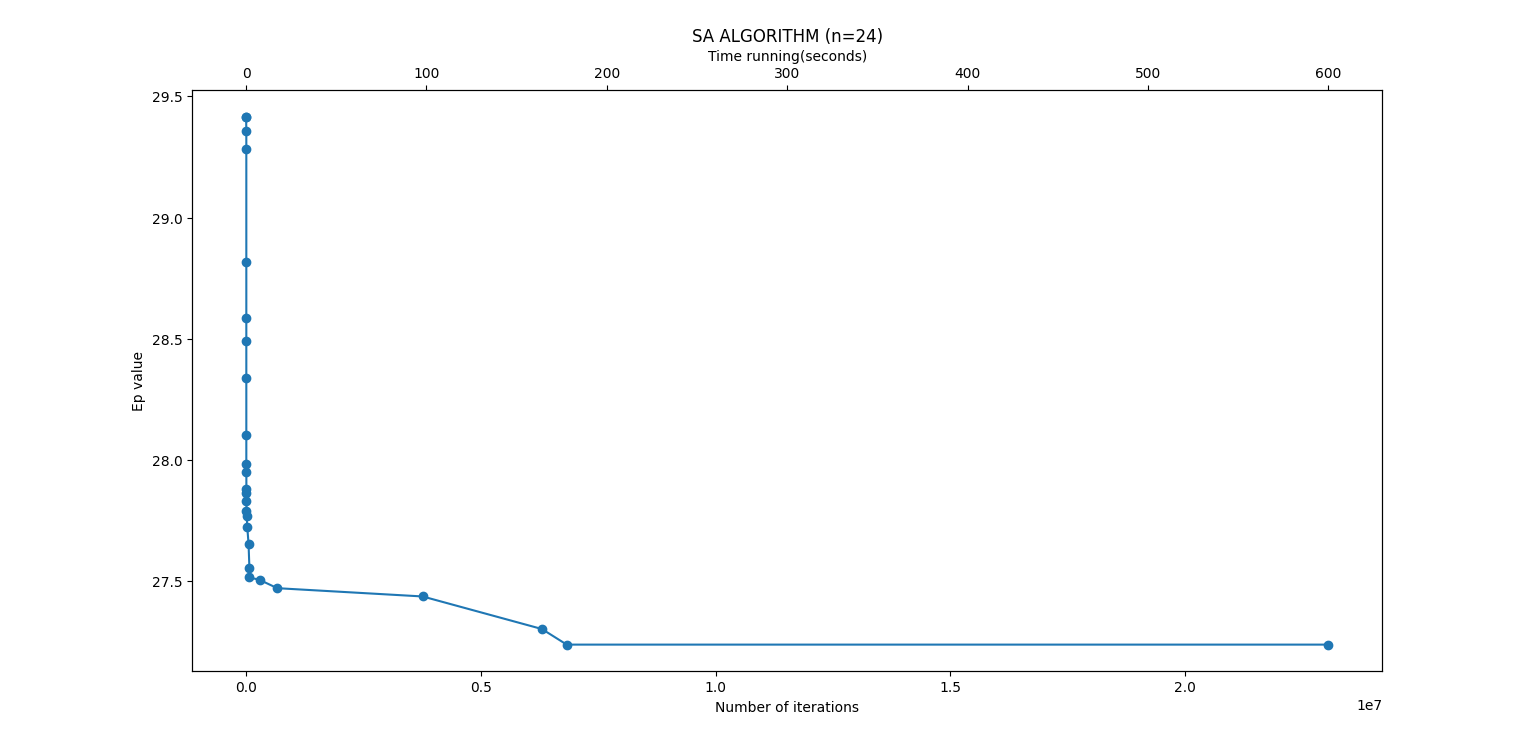 SA ALGORITHM (n=24)
Time running(seconds)
0 100 200 300 400 500 600
29.5
29.0
28.5
28.0
27.5
Ep value
0.0 0.5 1.0 1.5 2.0
Number of iterations
1e7